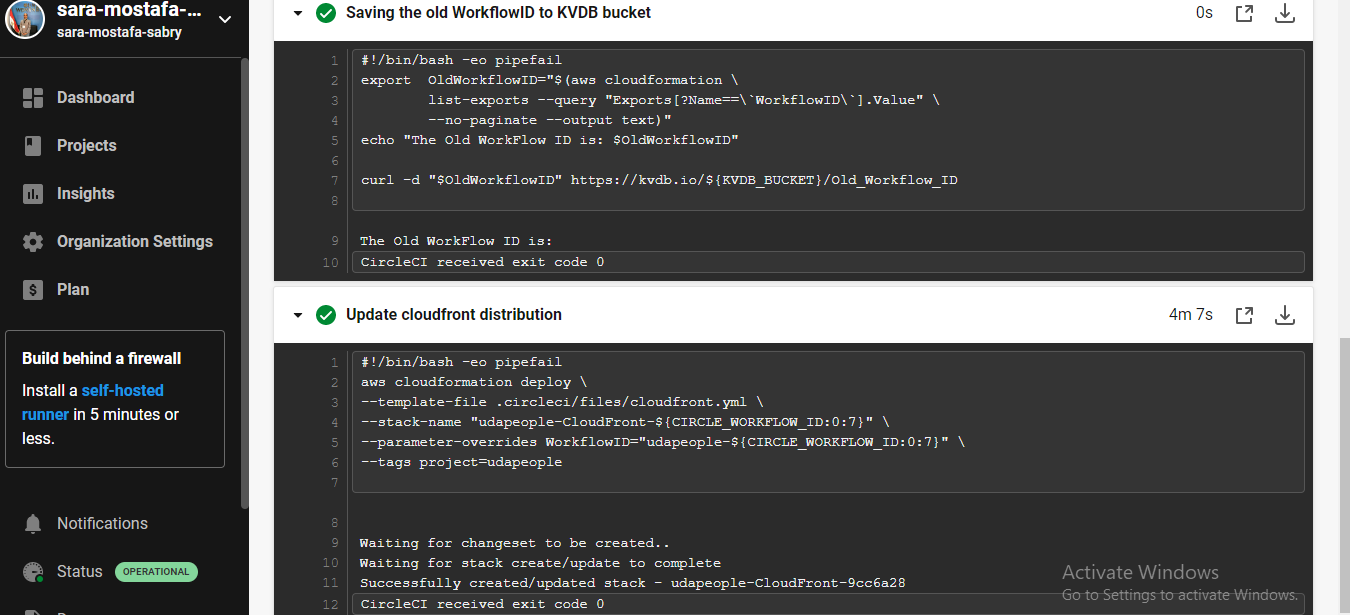 sara-mostafa-...
sara-mostafa-sabry
Dashboard
Projects
Insights
Organization Settings
Plan
Build behind a firewall
Install a self-hosted
runner in 5 minutes or
less.
Notifications
Status OPERATIONAL
Saving the old WorkflowID to KVDB bucket 0s
1 #!/bin/bash -eo pipefail
2 export  OldWorkflowID="$(aws cloudformation \
3         list-exports --query "Exports[?Name==\`WorkflowID\`].Value" \
4         --no-paginate --output text)"
5 echo "The Old WorkFlow ID is: $OldWorkflowID"
6
7 curl -d "$OldWorkflowID" https://kvdb.io/${KVDB_BUCKET}/Old_Workflow_ID
8
9 The Old WorkFlow ID is:
10 CircleCI received exit code 0
Update cloudfront distribution 4m 7s
1 #!/bin/bash -eo pipefail
2 aws cloudformation deploy \
3 --template-file .circleci/files/cloudfront.yml \
4 --stack-name "udapeople-CloudFront-${CIRCLE_WORKFLOW_ID:0:7}" \
5 --parameter-overrides WorkflowID="udapeople-${CIRCLE_WORKFLOW_ID:0:7}" \
6 --tags project=udapeople
7
8
9 Waiting for changeset to be created..
10 Waiting for stack create/update to complete
11 Successfully created/updated stack - udapeople-CloudFront-9cc6a28
12 CircleCI received exit code 0
Activate Windows
Go to Settings to activate Windows.